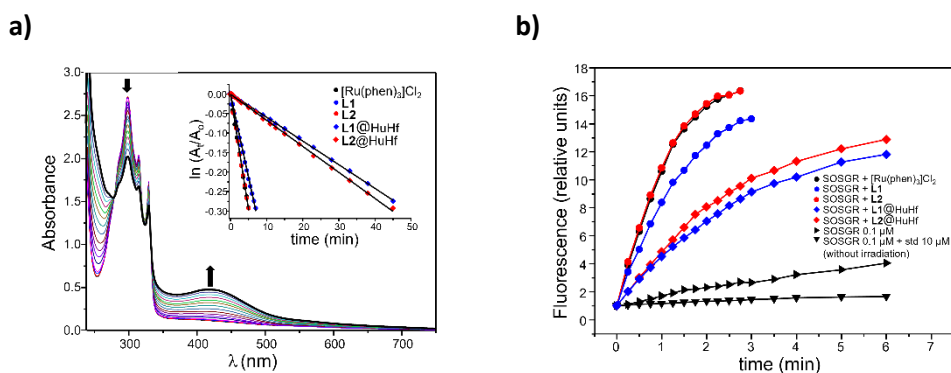 a)
3.0
2.5
2.0
1.5
1.0
0.5
0.0
Absorbance
300
400
500
600
700
λ (nm)
0.00
-0.05
-0.10
-0.15
-0.20
-0.25
-0.30
ln (Aₜ/A₀)
0
10
20
30
40
50
time (min)
[Ru(phen)₃]Cl₂
L1
L2
L1@HuHf
L2@HuHf
b)
18
16
14
12
10
8
6
4
2
0
Fluorescence (relative units)
0
1
2
3
4
5
6
7
time (min)
SOSGR + [Ru(phen)₃]Cl₂
SOSGR + L1
SOSGR + L2
SOSGR + L1@HuHf
SOSGR + L2@HuHf
SOSGR 0.1 μM
SOSGR 0.1 μM + std 10 μM
(without irradiation)